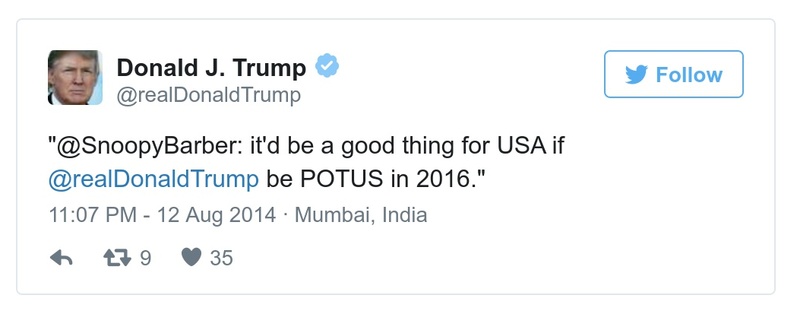 Donald J. Trump
Follow
@realDonaldTrump
"@SnoopyBarber: it'd be a good thing for USA if
@realDonaldTrump be POTUS in 2016."
11:07 PM - 12 Aug 2014 · Mumbai, India
9 35